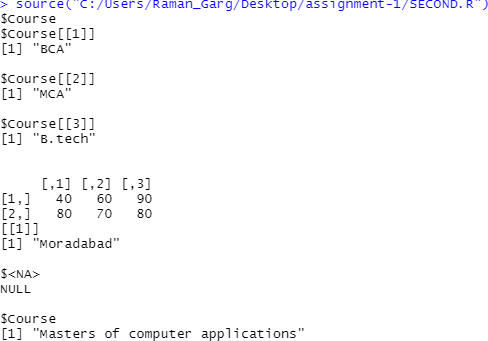 > source("C:/Users/Raman_Garg/Desktop/assignment-1/SECOND.R")
$Course
$Course[[1]]
[1] "BCA"
$Course[[2]]
[1] "MCA"
$Course[[3]]
[1] "B.tech"
[,1] [,2] [,3]
[1,] 40 60 90
[2,] 80 70 80
[[1]]
[1] "Moradabad"
$<NA>
NULL
$Course
[1] "Masters of computer applications"